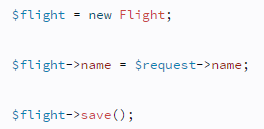 $flight = new Flight;
$flight->name = $request->name;
$flight->save();